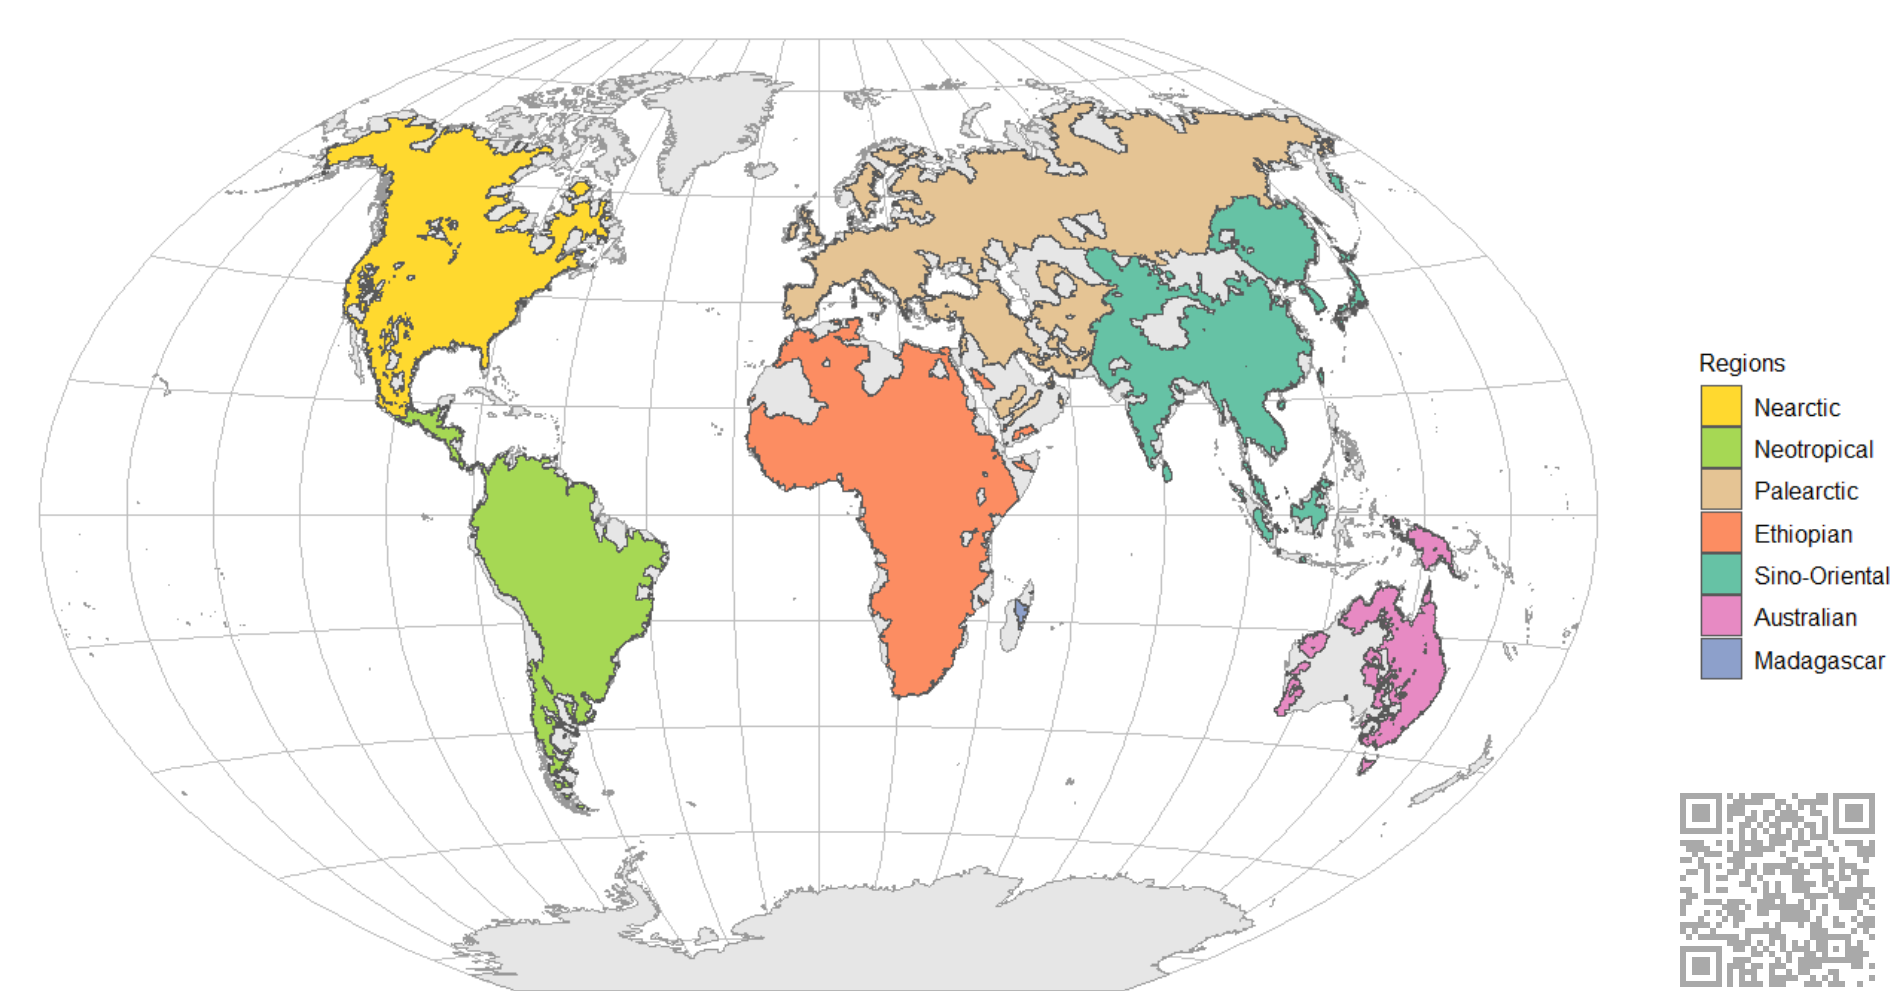 Regions
Nearctic
Neotropical
Palearctic
Ethiopian
Sino-Oriental
Australian
Madagascar